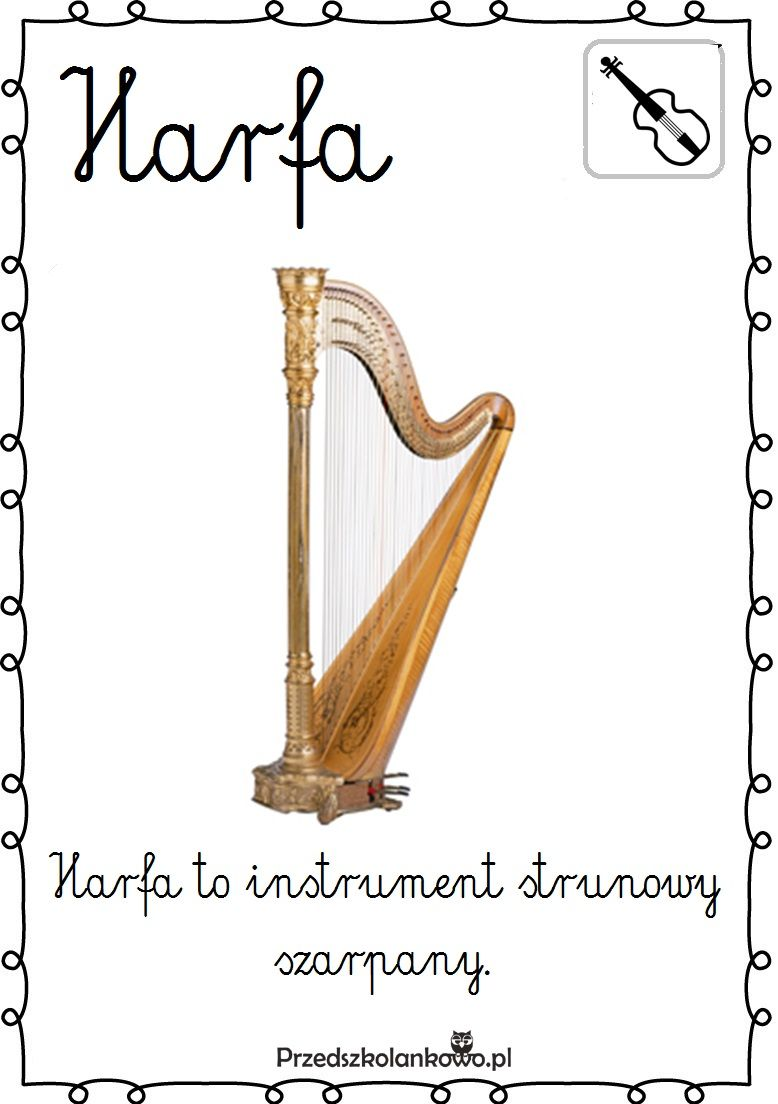 Harfa
Harfa to instrument strunowy
szarpany.
Przedszkolankowo.pl